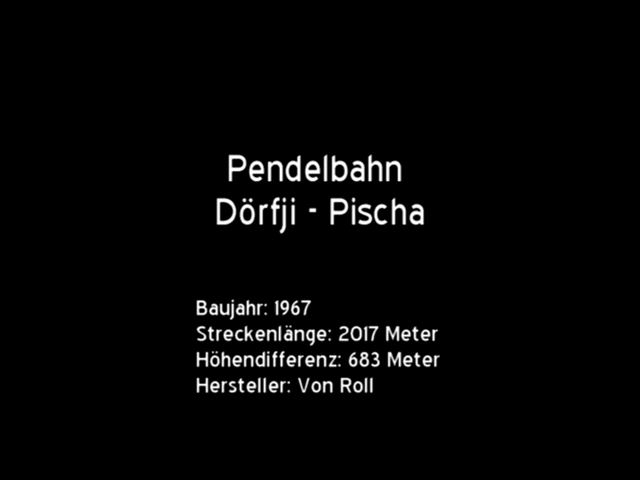 Pendelbahn
Dörfji - Pischa
Baujahr: 1967
Streckenlänge: 2017 Meter
Höhendifferenz: 683 Meter
Hersteller: Von Roll